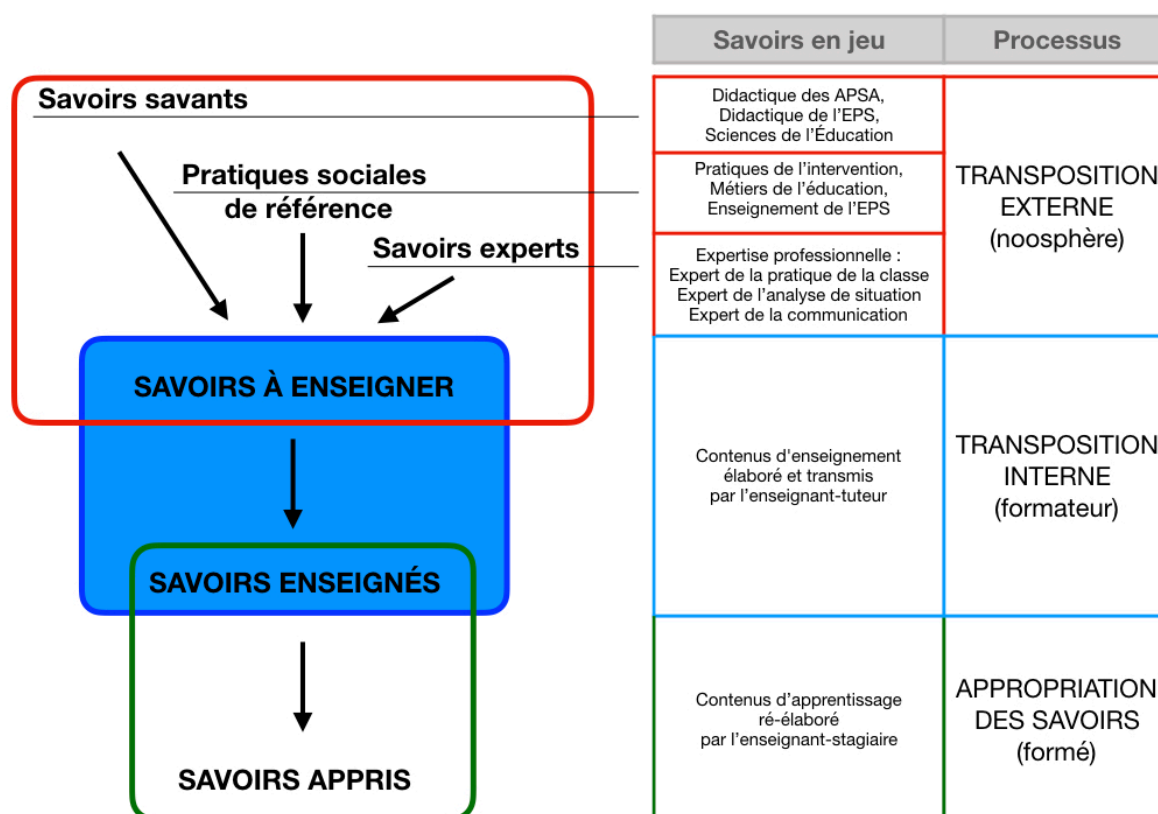 Savoirs en jeu
Processus
Savoirs savants
Pratiques sociales
de référence
Savoirs experts
SAVOIRS À ENSEIGNER
SAVOIRS ENSEIGNÉS
SAVOIRS APPRIS
Didactique des APSA,
Didactique de l'EPS,
Sciences de l'Éducation
Pratiques de l'intervention,
Métiers de l'éducation,
Enseignement de l'EPS
Expertise professionnelle :
Expert de la pratique de la classe
Expert de l'analyse de situation
Expert de la communication
TRANSPOSITION
EXTERNE
(noosphère)
Contenus d'enseignement
élaboré et transmis
par l'enseignant-tuteur
TRANSPOSITION
INTERNE
(formateur)
Contenus d'apprentissage
ré-élaboré
par l'enseignant-stagiaire
APPROPRIATION
DES SAVOIRS
(formé)